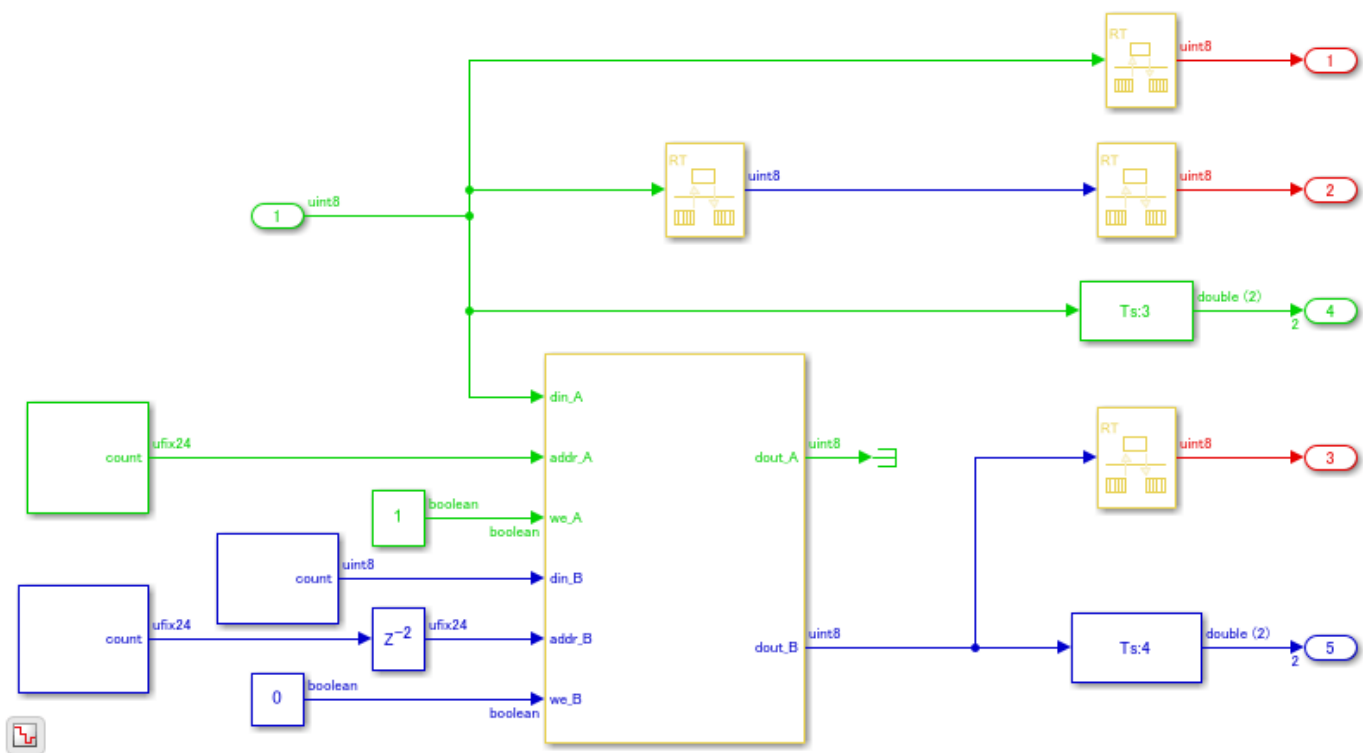 RT
uint8
1
RT
uint8
RT
uint8
2
1
uint8
Ts:3
double (2)
2
4
din_A
count
ufix24
addr_A
dout_A
uint8
RT
uint8
3
1
boolean
boolean
we_A
count
uint8
din_B
count
ufix24
Z⁻²
ufix24
addr_B
dout_B
uint8
Ts:4
double (2)
2
5
0
boolean
boolean
we_B